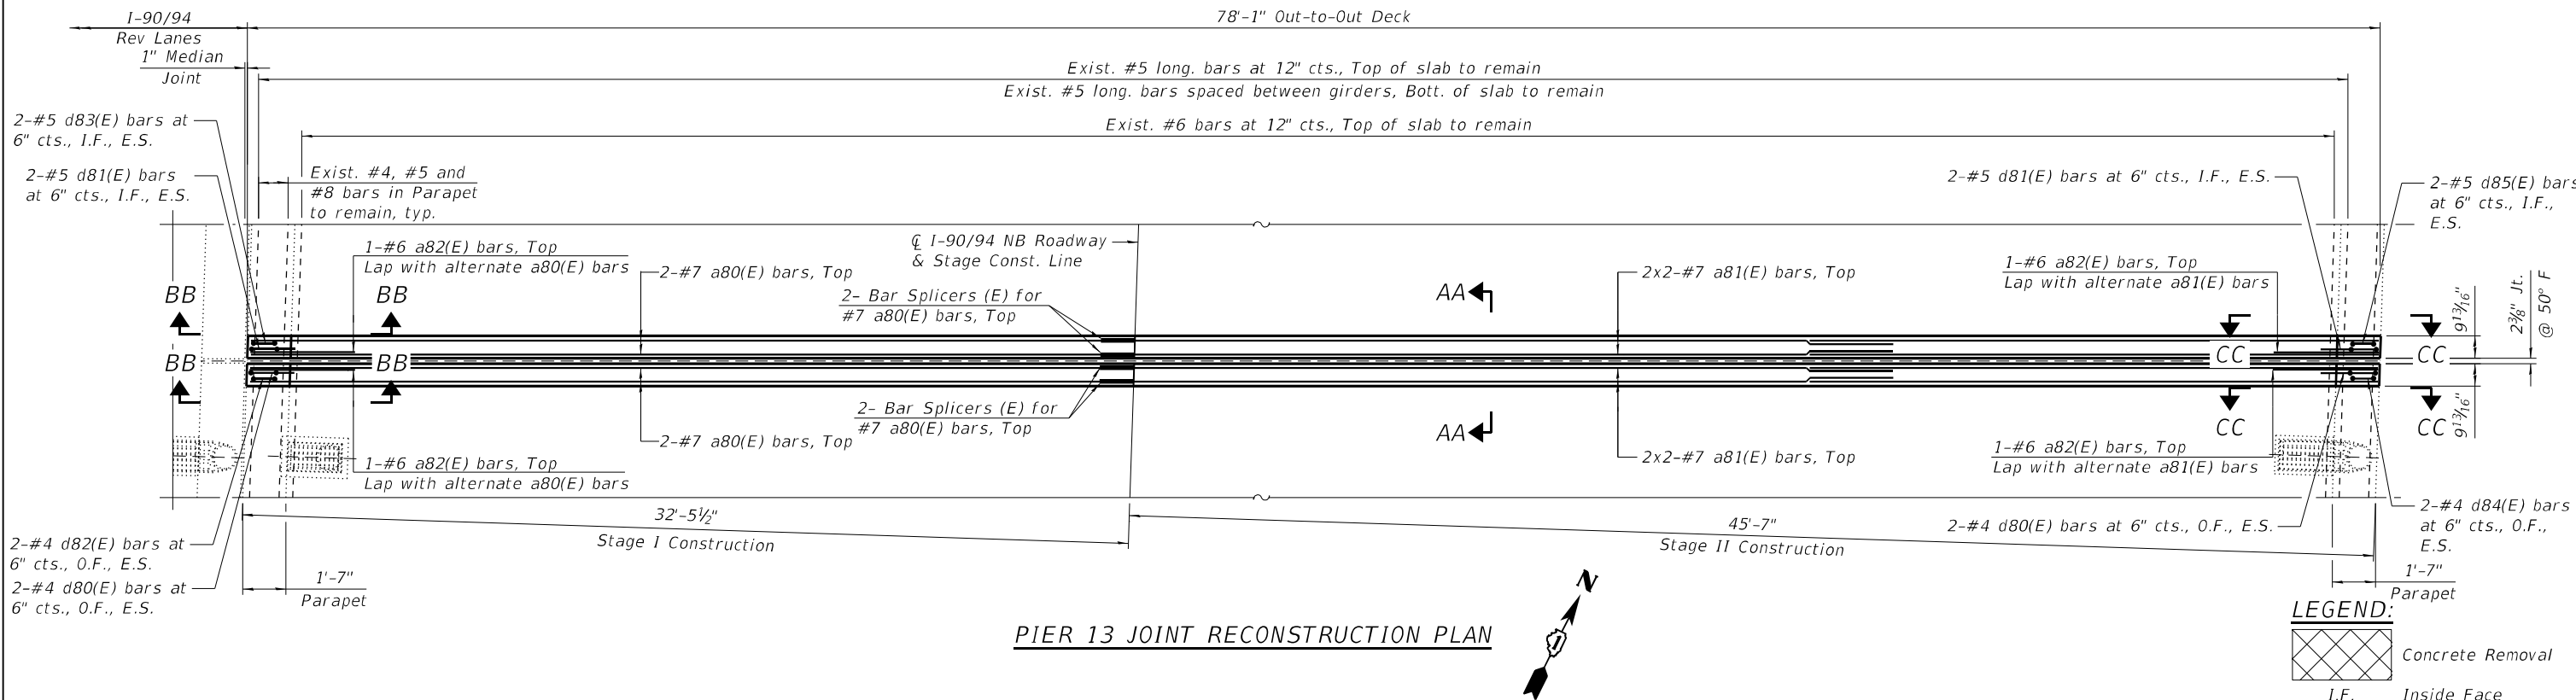 I-90/94
Rev Lanes
1" Median
Joint
78'-1" Out-to-Out Deck
Exist. #5 long. bars at 12" cts., Top of slab to remain
Exist. #5 long. bars spaced between girders, Bott. of slab to remain
Exist. #6 bars at 12" cts., Top of slab to remain
2-#5 d83(E) bars at
6" cts., I.F., E.S.
2-#5 d81(E) bars
at 6" cts., I.F., E.S.
Exist. #4, #5 and
#8 bars in Parapet
to remain, typ.
2-#5 d81(E) bars at 6" cts., I.F., E.S.
2-#5 d85(E) bars
at 6" cts., I.F.,
E.S.
1-#6 a82(E) bars, Top
Lap with alternate a80(E) bars
2-#7 a80(E) bars, Top
℄ I-90/94 NB Roadway
& Stage Const. Line
2- Bar Splicers (E) for
#7 a80(E) bars, Top
AA
2x2-#7 a81(E) bars, Top
1-#6 a82(E) bars, Top
Lap with alternate a81(E) bars
BB
BB
BB
BB
CC
CC
CC
CC
9 13/16"
2 3/8" Jt.
@ 50° F
9 13/16"
2- Bar Splicers (E) for
#7 a80(E) bars, Top
2-#7 a80(E) bars, Top
AA
2x2-#7 a81(E) bars, Top
1-#6 a82(E) bars, Top
Lap with alternate a80(E) bars
1-#6 a82(E) bars, Top
Lap with alternate a81(E) bars
32'-5½"
Stage I Construction
45'-7"
Stage II Construction
2-#4 d82(E) bars at
6" cts., O.F., E.S.
2-#4 d80(E) bars at
6" cts., O.F., E.S.
1'-7"
Parapet
2-#4 d80(E) bars at 6" cts., O.F., E.S.
2-#4 d84(E) bars
at 6" cts., O.F.,
E.S.
1'-7"
Parapet
PIER 13 JOINT RECONSTRUCTION PLAN
N
1
LEGEND:
Concrete Removal
I.F. Inside Face